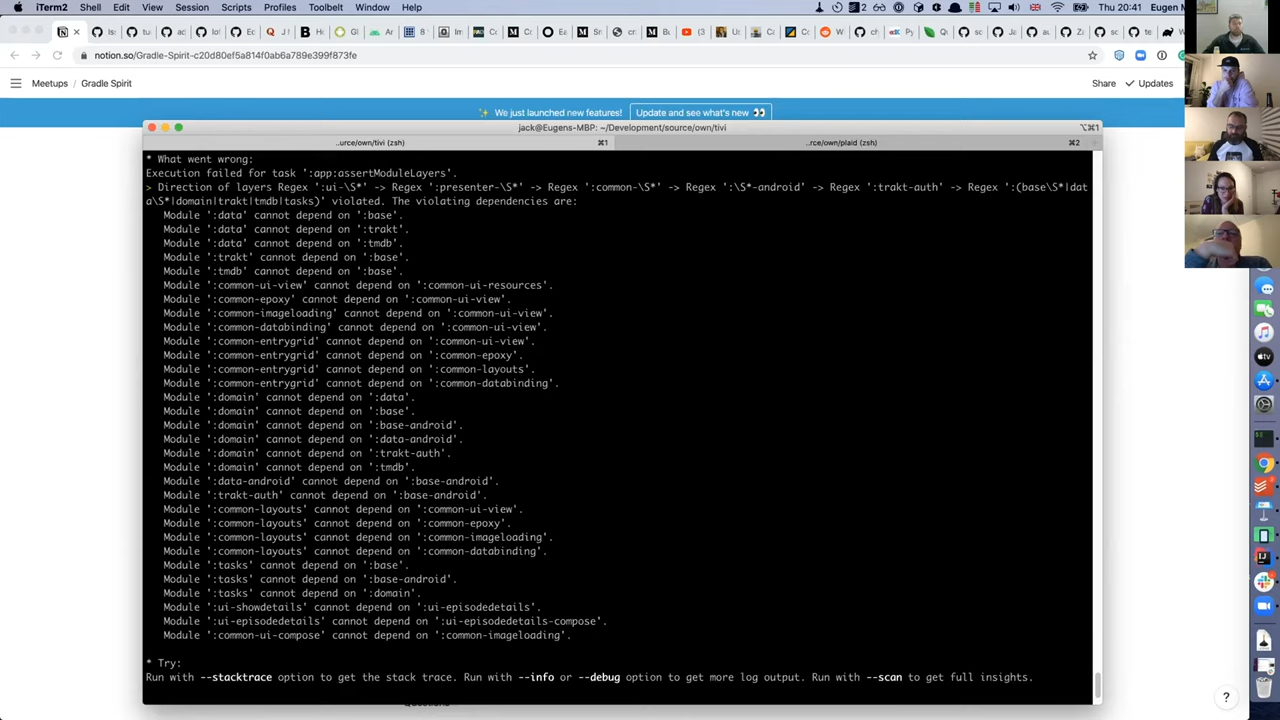 iTerm2 Shell Edit View Session Scripts Profiles Toolbelt Window Help
Thu 20:41 Eugen M
notion.so/Gradle-Spirit-c20d80ef5a814f0ab6a789e399e373fe
Meetups / Gradle Spirit
Share Updates
✨ We just launched new features! Update and see what's new 👀
jack@Eugens-MBP: ~/Development/source/own/tivi
⌥⌘1
..urce/own/tivi (zsh) ⌘1 ..rce/own/plaid (zsh) ⌘2
* What went wrong:
Execution failed for task ':app:assertModuleLayers'.
> Direction of layers Regex ':ui-\S*' -> Regex ':presenter-\S*' -> Regex ':common-\S*' -> Regex ':\S*-android' -> Regex ':trakt-auth' -> Regex ':(base\S*|dat
a\S*|domain|trakt|tmdb|tasks)' violated. The violating dependencies are:
Module ':data' cannot depend on ':base'.
Module ':data' cannot depend on ':trakt'.
Module ':data' cannot depend on ':tmdb'.
Module ':trakt' cannot depend on ':base'.
Module ':tmdb' cannot depend on ':base'.
Module ':common-ui-view' cannot depend on ':common-ui-resources'.
Module ':common-epoxy' cannot depend on ':common-ui-view'.
Module ':common-imageloading' cannot depend on ':common-ui-view'.
Module ':common-databinding' cannot depend on ':common-ui-view'.
Module ':common-entrygrid' cannot depend on ':common-ui-view'.
Module ':common-entrygrid' cannot depend on ':common-epoxy'.
Module ':common-entrygrid' cannot depend on ':common-layouts'.
Module ':common-entrygrid' cannot depend on ':common-databinding'.
Module ':domain' cannot depend on ':data'.
Module ':domain' cannot depend on ':base'.
Module ':domain' cannot depend on ':base-android'.
Module ':domain' cannot depend on ':data-android'.
Module ':domain' cannot depend on ':trakt-auth'.
Module ':domain' cannot depend on ':tmdb'.
Module ':data-android' cannot depend on ':base-android'.
Module ':trakt-auth' cannot depend on ':base-android'.
Module ':common-layouts' cannot depend on ':common-ui-view'.
Module ':common-layouts' cannot depend on ':common-epoxy'.
Module ':common-layouts' cannot depend on ':common-imageloading'.
Module ':common-layouts' cannot depend on ':common-databinding'.
Module ':tasks' cannot depend on ':base'.
Module ':tasks' cannot depend on ':base-android'.
Module ':tasks' cannot depend on ':domain'.
Module ':ui-showdetails' cannot depend on ':ui-episodedetails'.
Module ':ui-episodedetails' cannot depend on ':ui-episodedetails-compose'.
Module ':common-ui-compose' cannot depend on ':common-imageloading'.
* Try:
Run with --stacktrace option to get the stack trace. Run with --info or --debug option to get more log output. Run with --scan to get full insights.
?